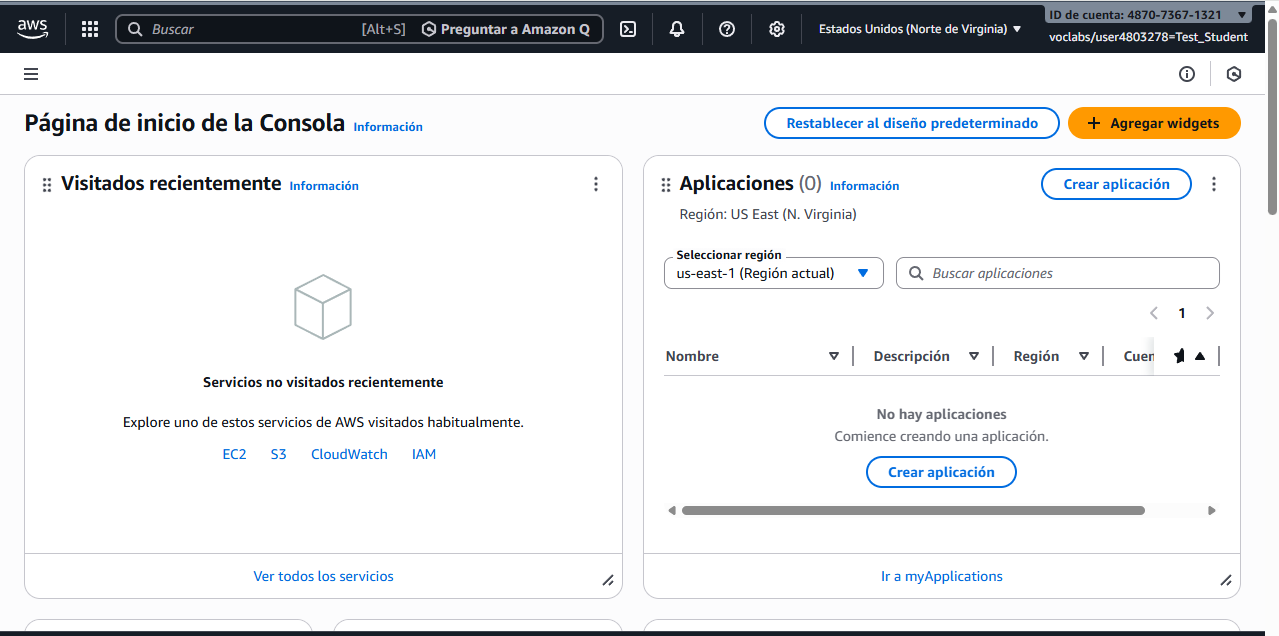 aws
Buscar [Alt+S] Preguntar a Amazon Q
Estados Unidos (Norte de Virginia)
ID de cuenta: 4870-7367-1321
voclabs/user4803278=Test_Student
Página de inicio de la Consola Información
Restablecer al diseño predeterminado
Agregar widgets
Visitados recientemente Información
Servicios no visitados recientemente
Explore uno de estos servicios de AWS visitados habitualmente.
EC2 S3 CloudWatch IAM
Ver todos los servicios
Aplicaciones (0) Información
Crear aplicación
Región: US East (N. Virginia)
Seleccionar región
us-east-1 (Región actual)
Buscar aplicaciones
1
Nombre Descripción Región Cuen
No hay aplicaciones
Comience creando una aplicación.
Crear aplicación
Ir a myApplications